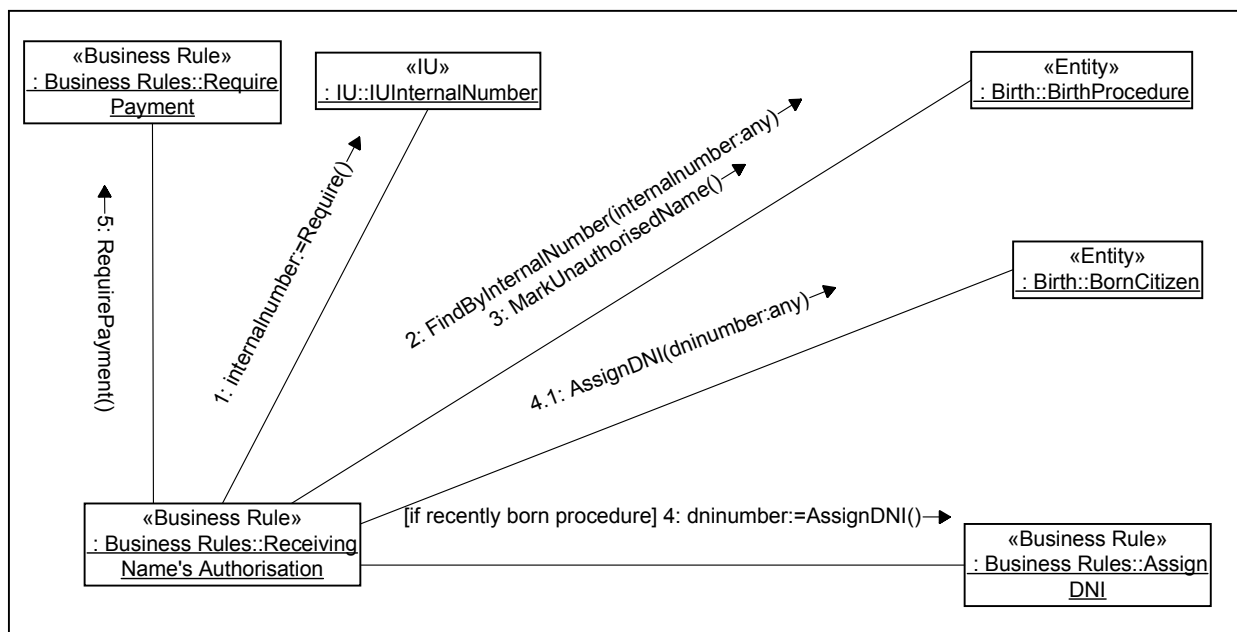 «Business Rule»
: Business Rules::Require
Payment
«IU»
: IU::IUInternalNumber
«Entity»
: Birth::BirthProcedure
5: RequirePayment()
1: internalnumber:=Require()
2: FindByInternalNumber(internalnumber:any)
3: MarkUnauthorisedName()
«Entity»
: Birth::BornCitizen
4.1: AssignDNI(dninumber:any)
«Business Rule»
: Business Rules::Receiving
Name's Authorisation
[if recently born procedure] 4: dninumber:=AssignDNI()
«Business Rule»
: Business Rules::Assign
DNI